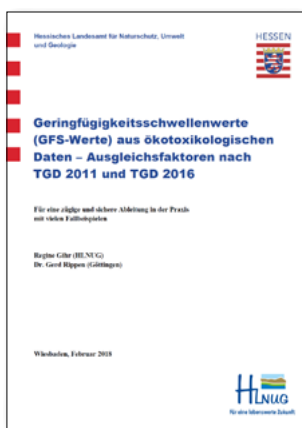 Hessisches Landesamt für Naturschutz, Umwelt
und Geologie
HESSEN
Geringfügigkeitsschwellenwerte
(GFS-Werte) aus ökotoxikologischen
Daten – Ausgleichsfaktoren nach
TGD 2011 und TGD 2016
Für eine zügige und sichere Ableitung in der Praxis
mit vielen Fallbeispielen
Regine Gihr (HLNUG)
Dr. Gerd Rippen (Göttingen)
Wiesbaden, Februar 2018
HLNUG
Für eine lebenswerte Zukunft